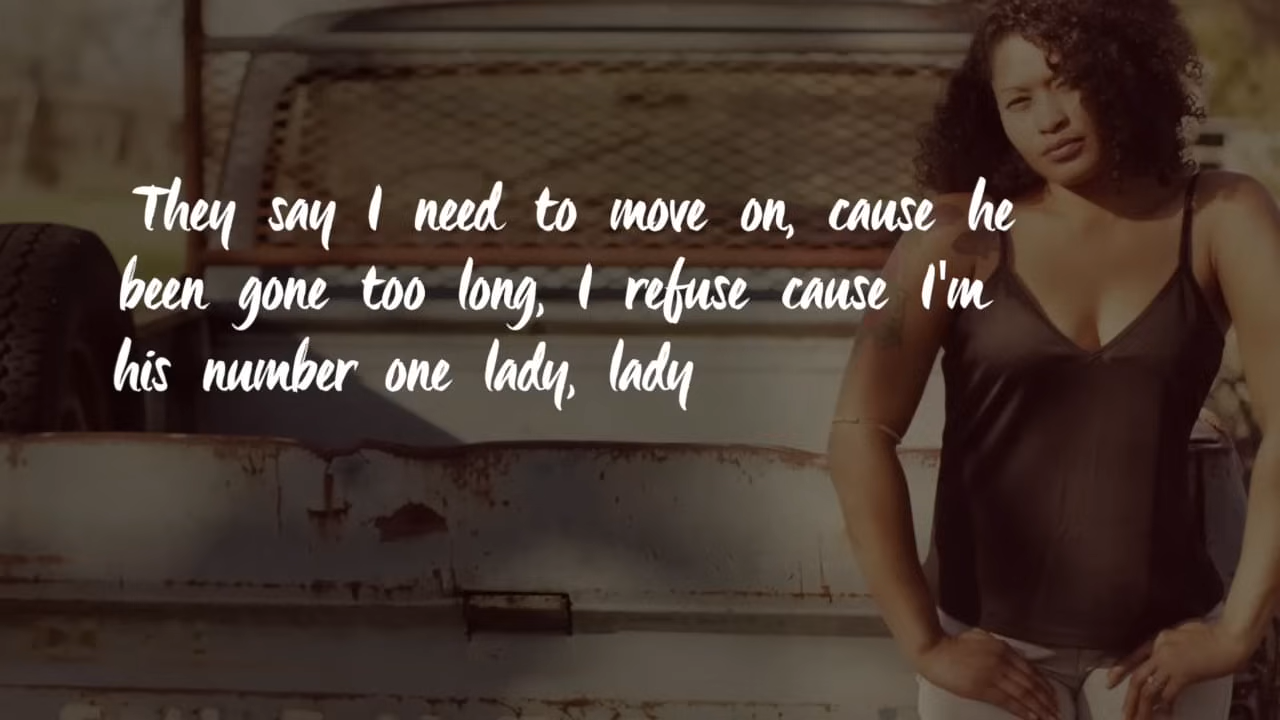 They say I need to move on, cause he
been gone too long, I refuse cause I'm
his number one lady, lady